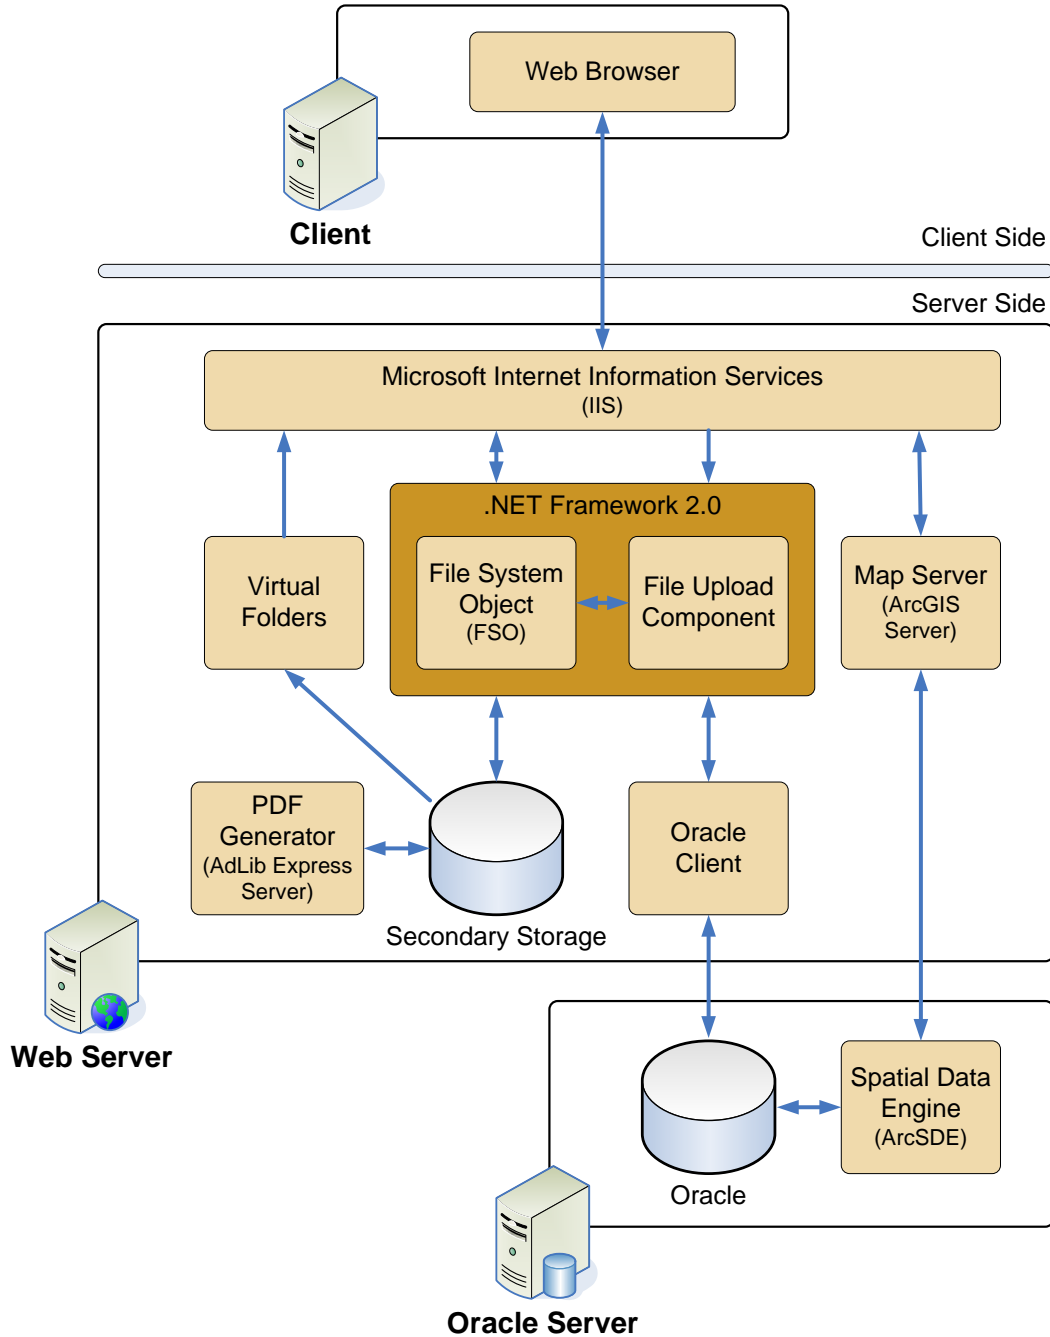 Web Browser
Client
Client Side
Server Side
Microsoft Internet Information Services
(IIS)
.NET Framework 2.0
Virtual
Folders
File System
Object
(FSO)
File Upload
Component
Map Server
(ArcGIS
Server)
PDF
Generator
(AdLib Express
Server)
Secondary Storage
Oracle
Client
Web Server
Oracle
Spatial Data
Engine
(ArcSDE)
Oracle Server